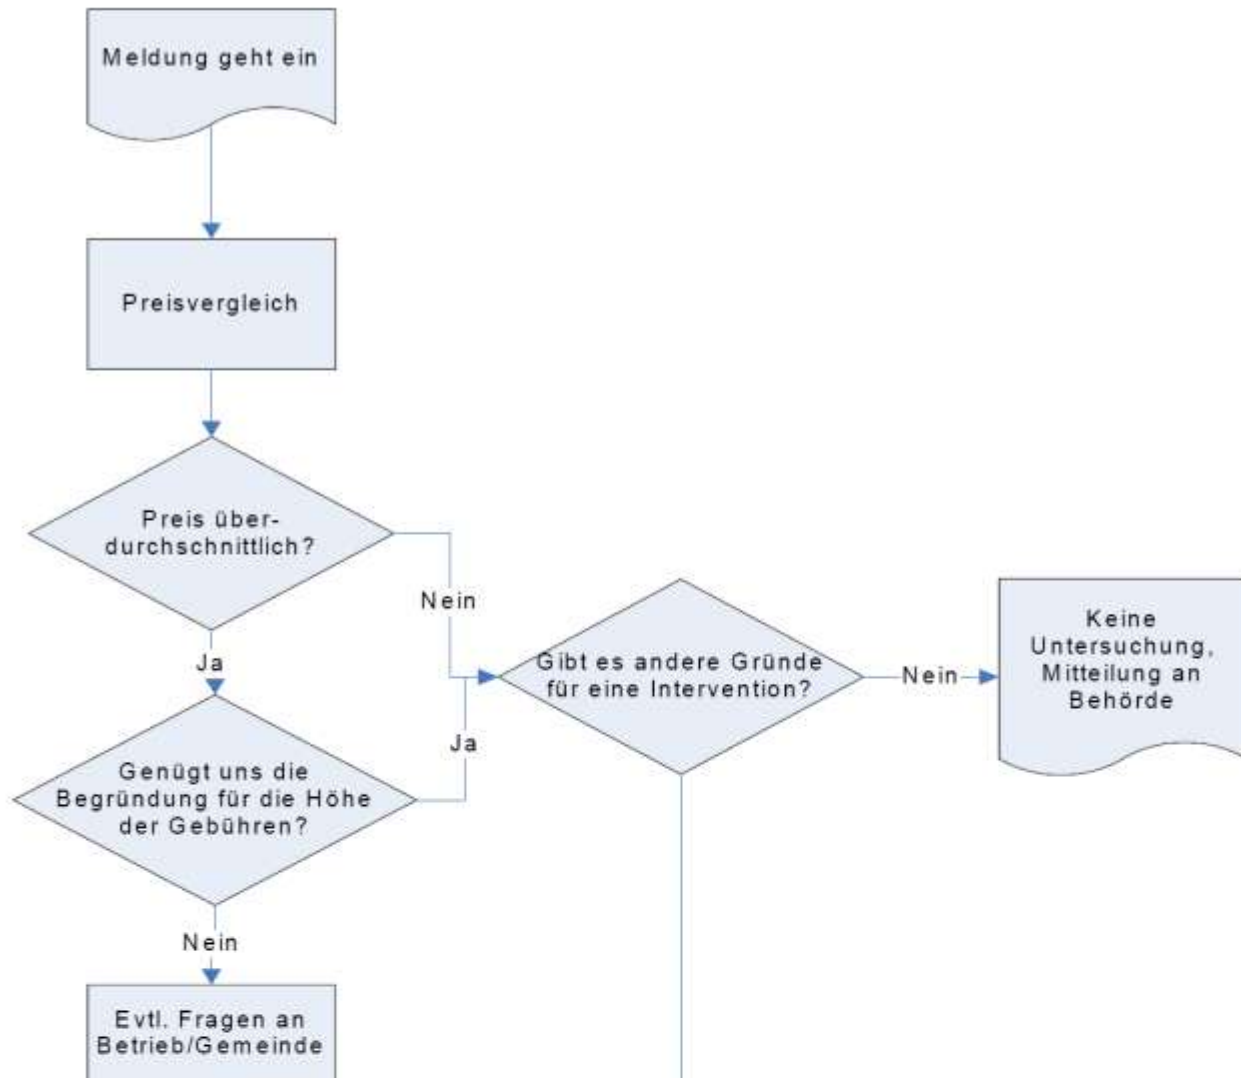 Meldung geht ein
Preisvergleich
Preis über-
durchschnittlich?
Nein
Ja
Gibt es andere Gründe
für eine Intervention?
Nein
Keine
Untersuchung,
Mitteilung an
Behörde
Ja
Genügt uns die
Begründung für die Höhe
der Gebühren?
Nein
Evtl. Fragen an
Betrieb/Gemeinde